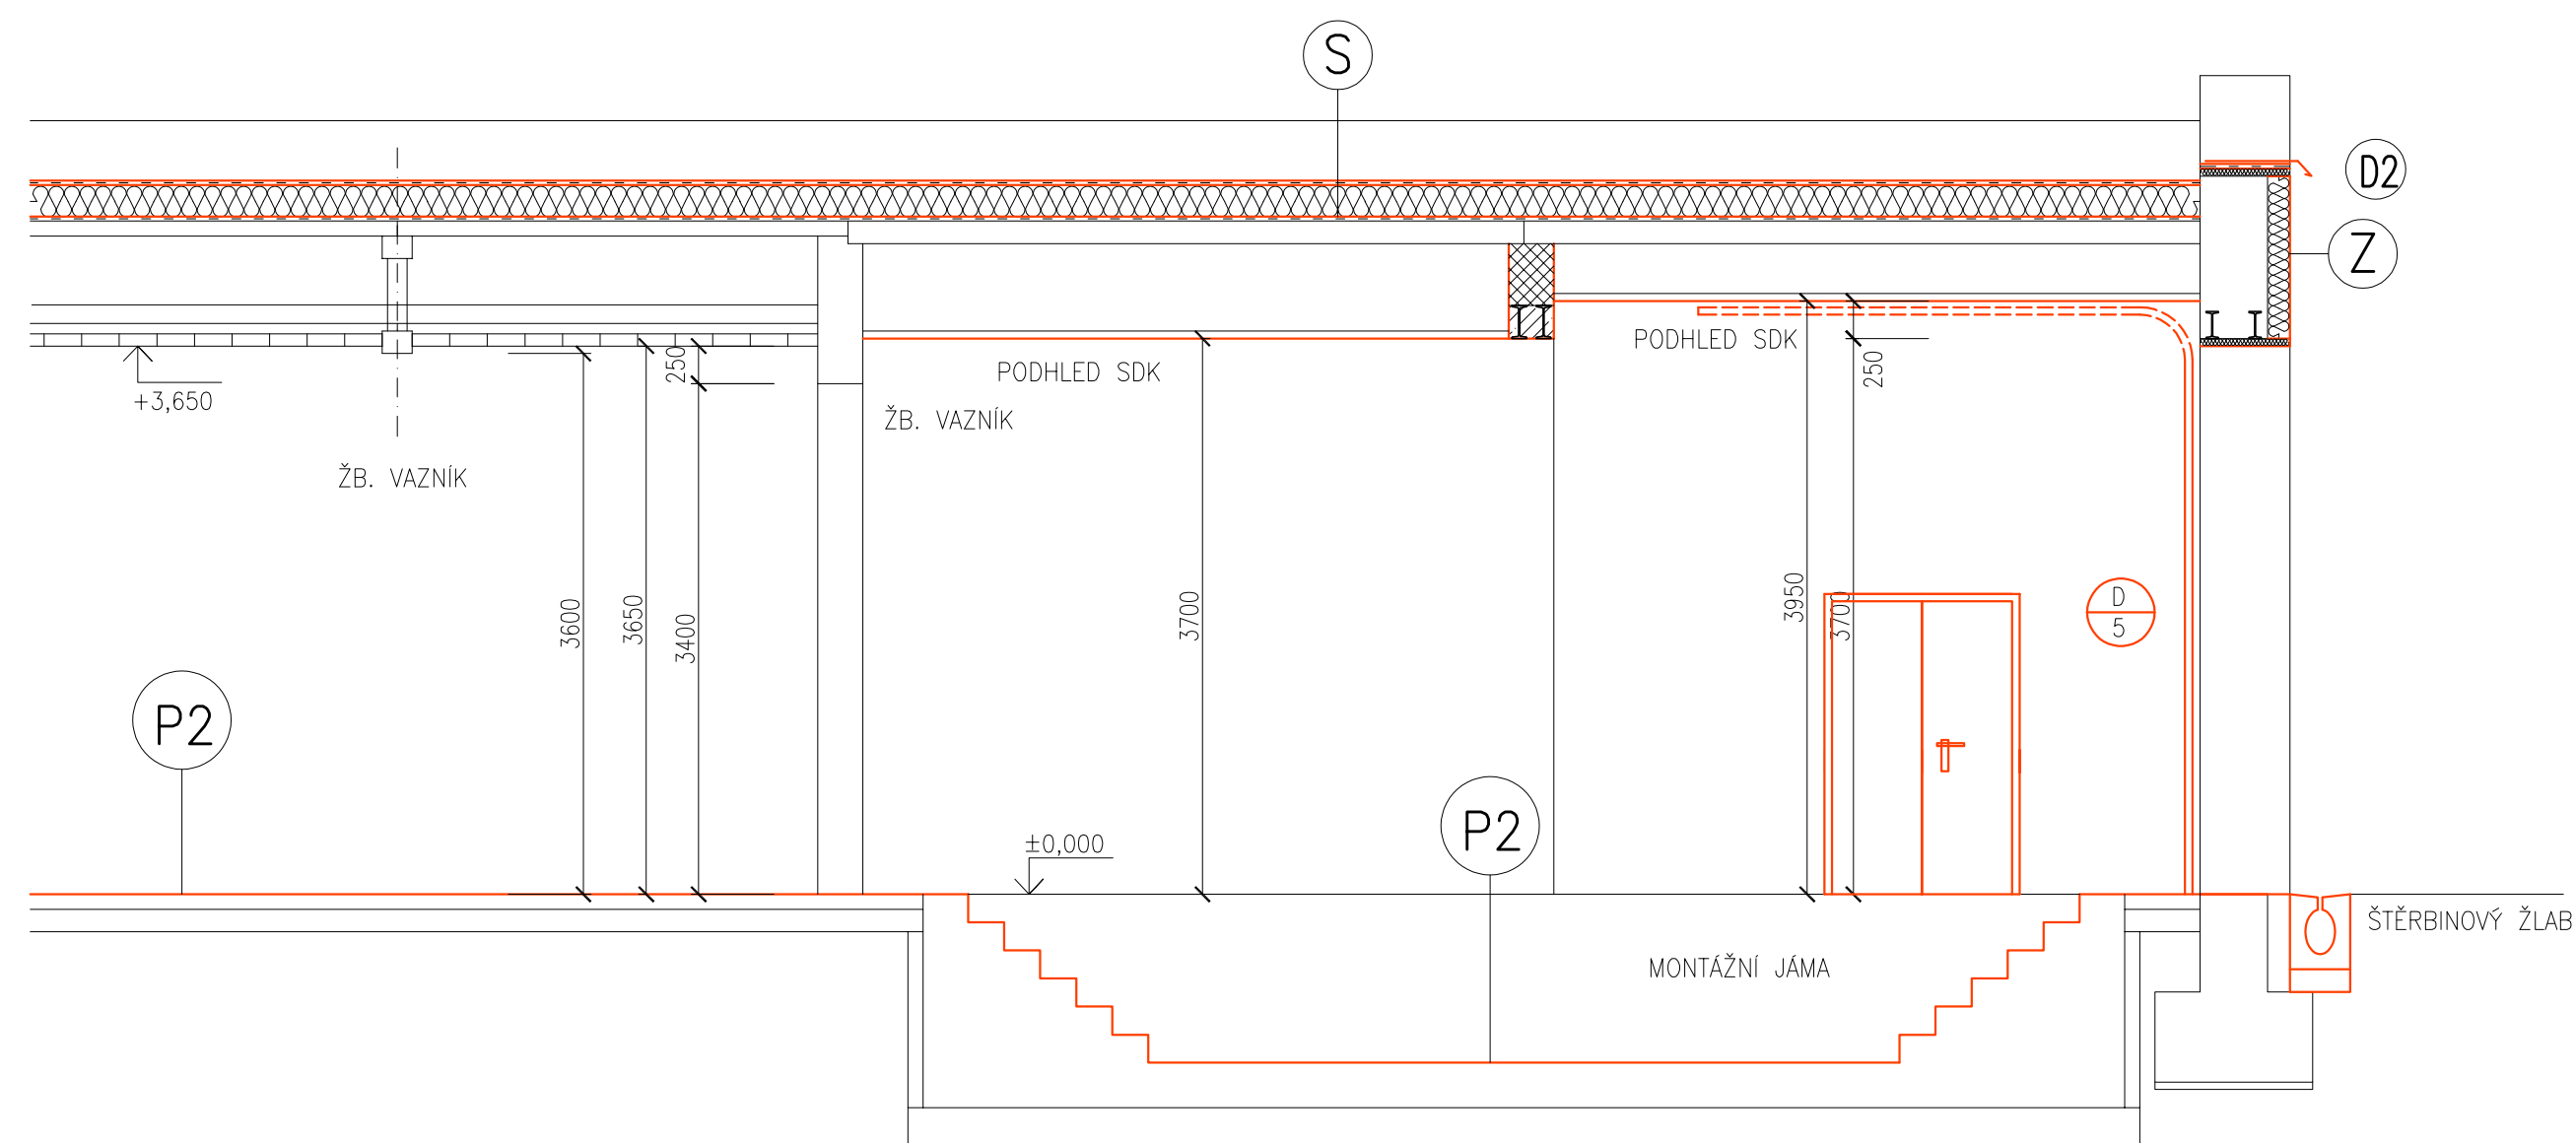 S
D2
Z
PODHLED SDK
250
250
PODHLED SDK
+3,650
ŽB. VAZNÍK
ŽB. VAZNÍK
3600
3650
3400
3700
3950
3700
D
5
P2
P2
±0,000
ŠTĚRBINOVÝ ŽLAB
MONTÁŽNÍ JÁMA